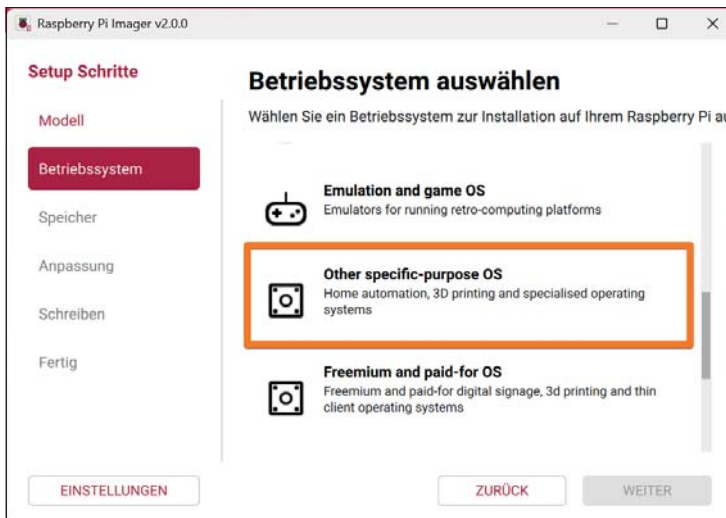 Raspberry Pi Imager v2.0.0
Setup Schritte
Modell
Betriebssystem
Speicher
Anpassung
Schreiben
Fertig
EINSTELLUNGEN
Betriebssystem auswählen
Wählen Sie ein Betriebssystem zur Installation auf Ihrem Raspberry Pi au
Emulation and game OS
Emulators for running retro-computing platforms
Other specific-purpose OS
Home automation, 3D printing and specialised operating
systems
Freemium and paid-for OS
Freemium and paid-for digital signage, 3d printing and thin
client operating systems
ZURÜCK
WEITER